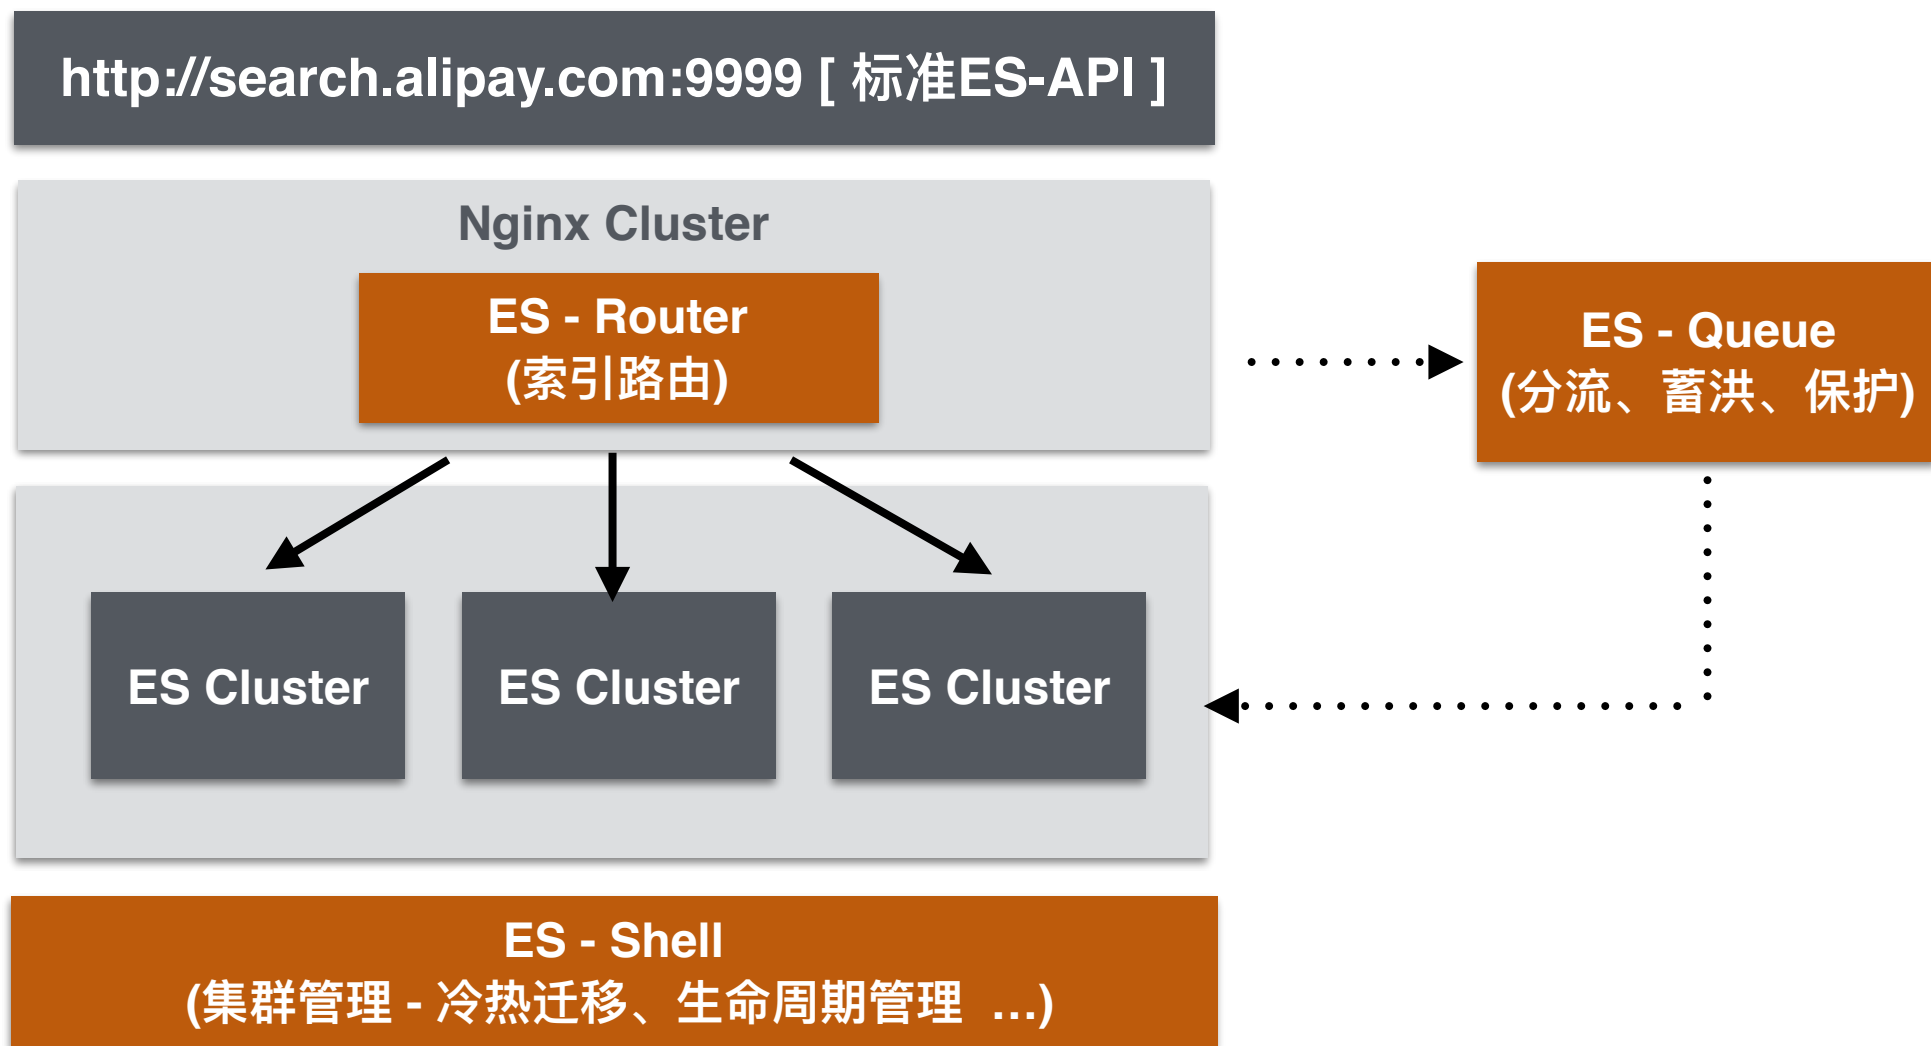 http://search.alipay.com:9999 [ 标准ES-API ]
Nginx Cluster
ES - Router
(索引路由)
ES - Queue
(分流、蓄洪、保护)
ES Cluster
ES Cluster
ES Cluster
ES - Shell
(集群管理 - 冷热迁移、生命周期管理 ...)